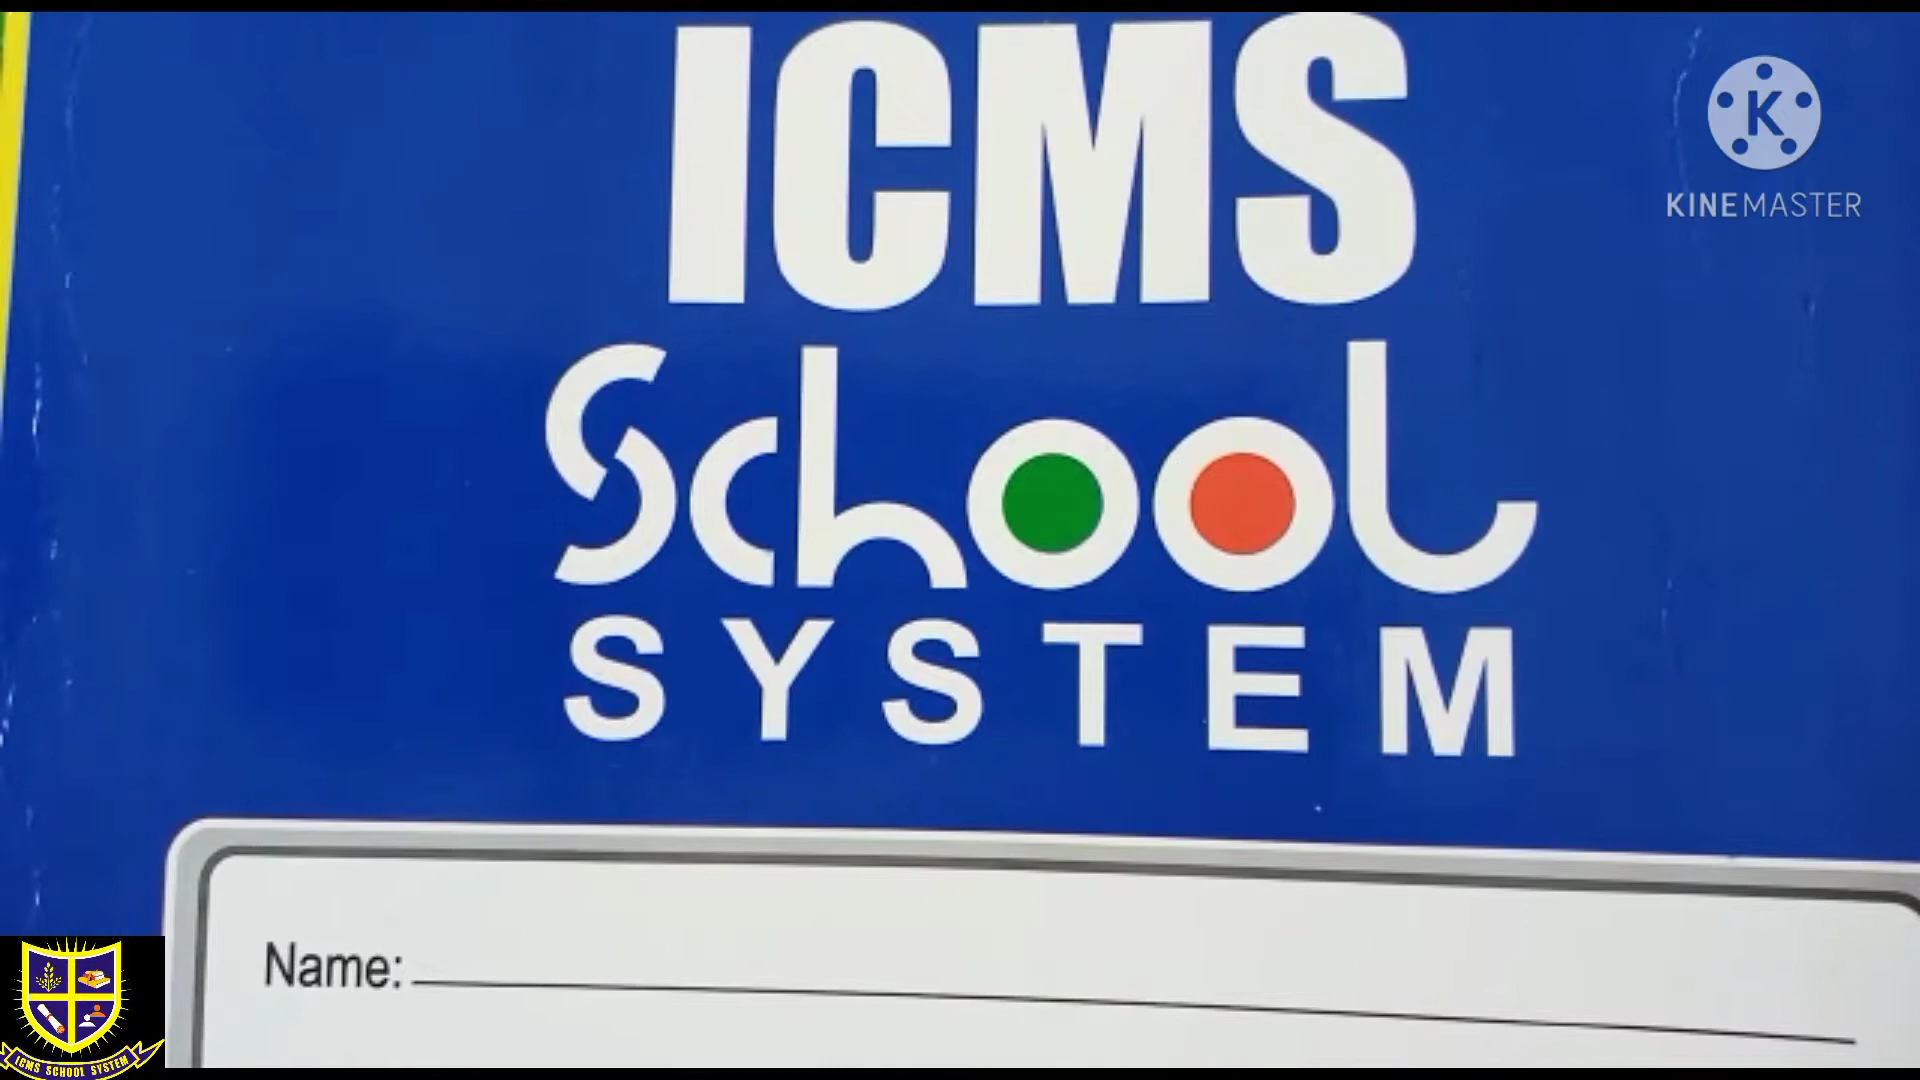 ICMS
School
SYSTEM
K
KINEMASTER
Name:
ICMS SCHOOL SYSTEM